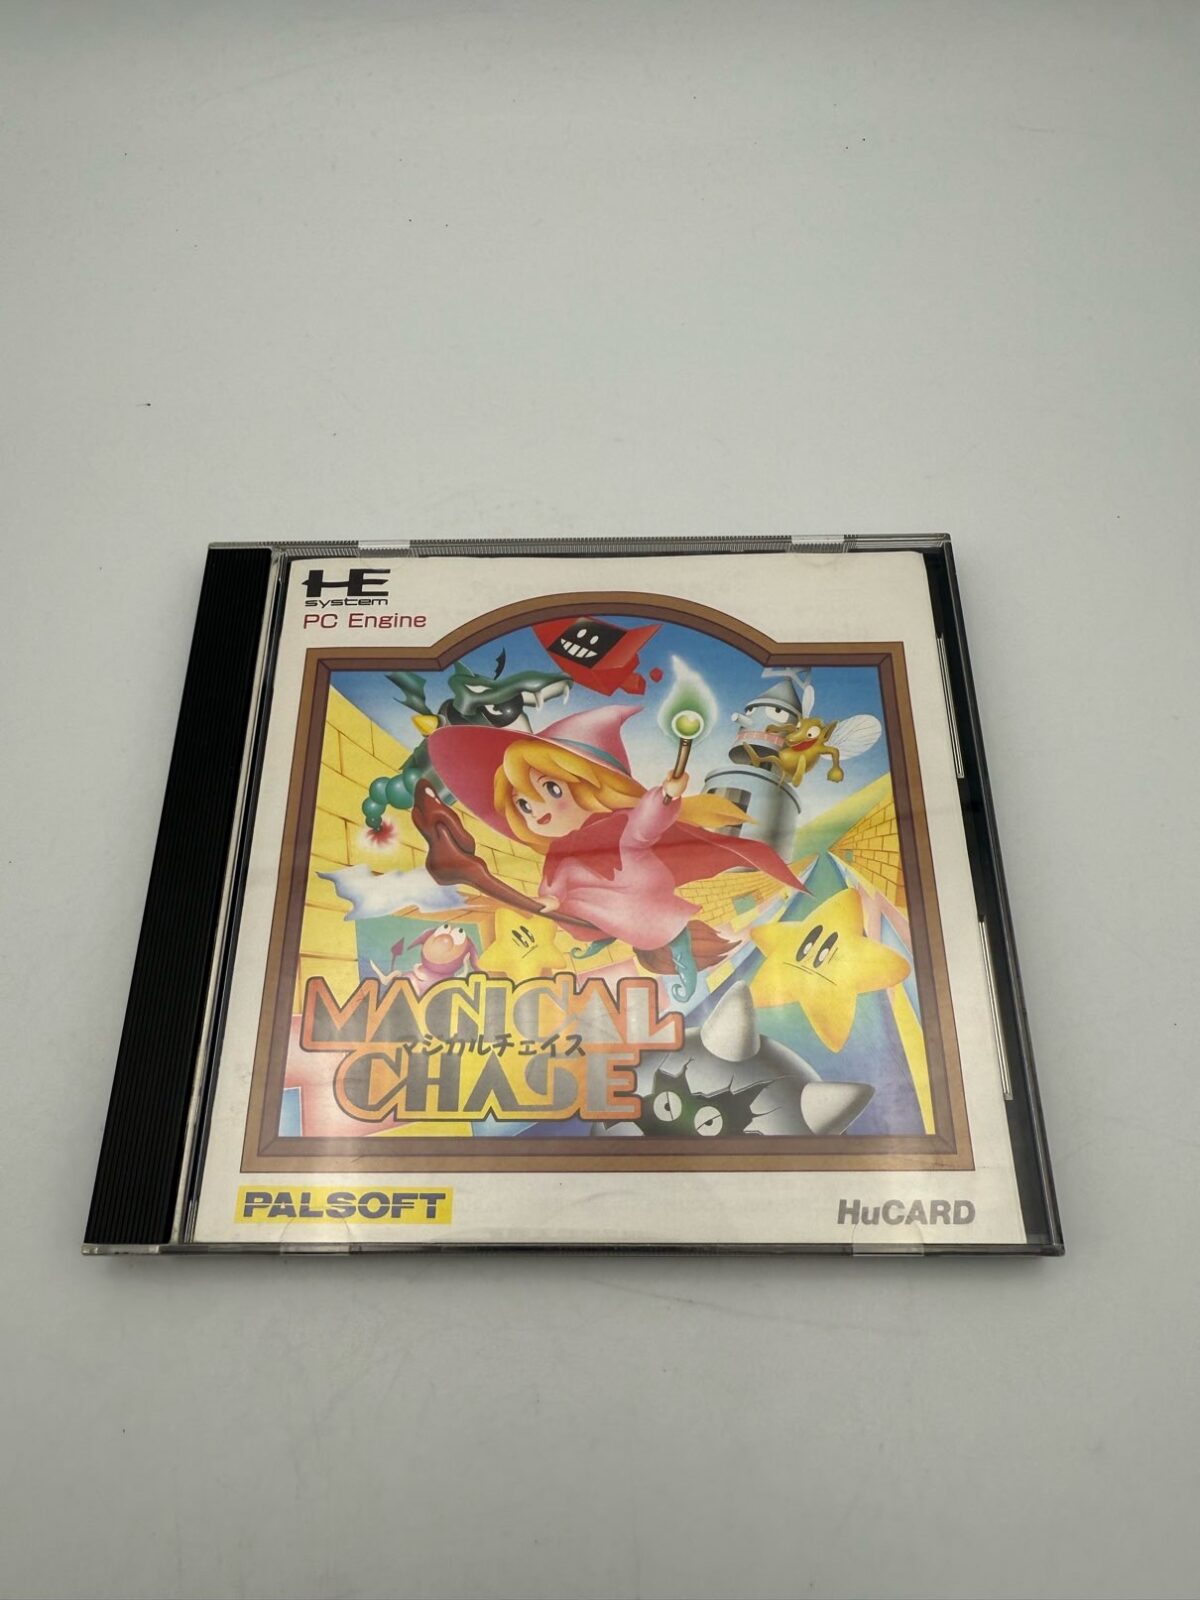 HE
system
PC Engine
MAGICAL
マジカルチェイス
CHASE
PALSOFT
HuCARD